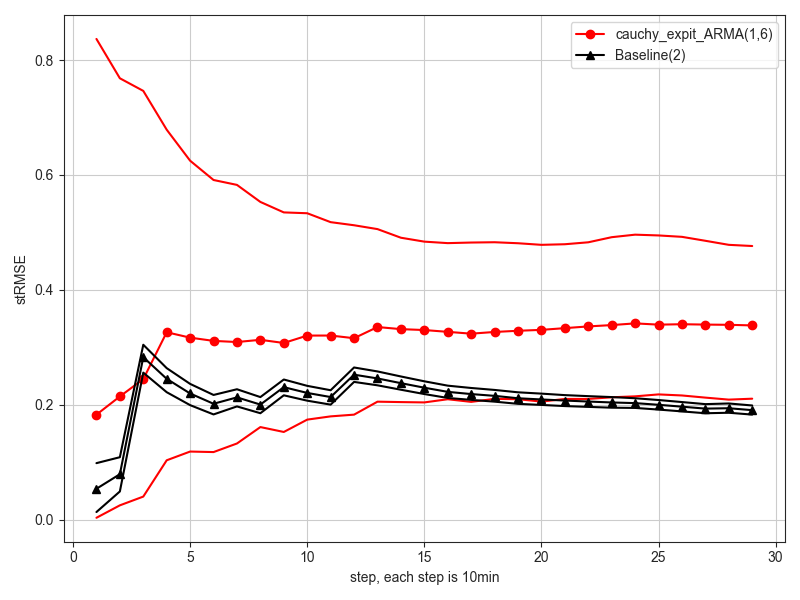 cauchy_expit_ARMA(1,6)
Baseline(2)
0.8
0.6
0.4
0.2
0.0
stRMSE
0 5 10 15 20 25 30
step, each step is 10min